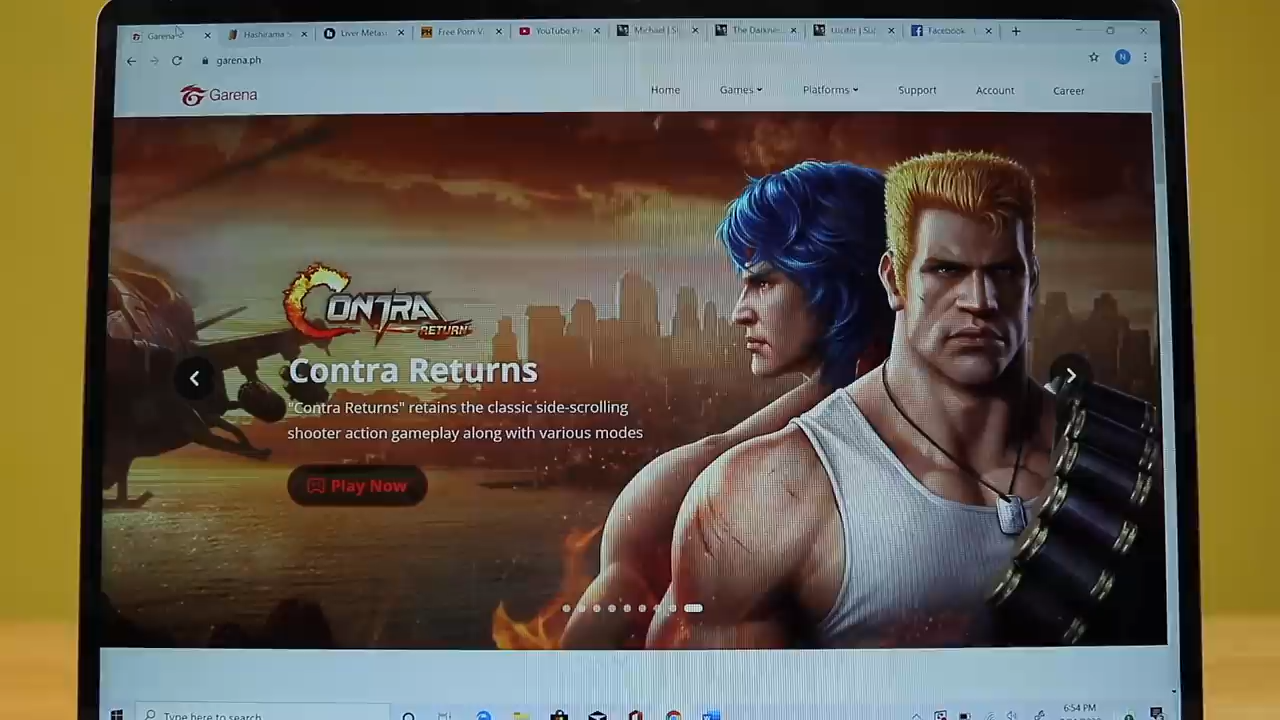 Garena
Hashirama
Liver Metas
PH Free Porn V
YouTube Pr
Michael | S
The Darkne
Lucifer | Su
Facebook
garena.ph
N
Garena
Home
Games
Platforms
Support
Account
Career
CONTRA
RETURN
Contra Returns
"Contra Returns" retains the classic side-scrolling
shooter action gameplay along with various modes
Play Now
Type here to search
6:54 PM